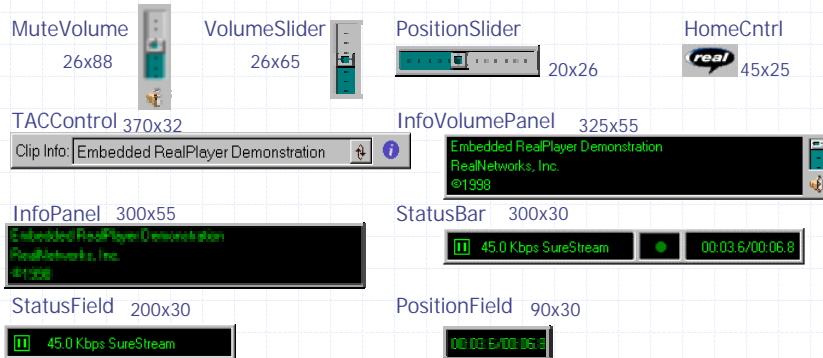 MuteVolume
26x88
VolumeSlider
26x65
PositionSlider
20x26
HomeCntrl
real
45x25
TACControl 370x32
Clip Info: Embedded RealPlayer Demonstration
InfoVolumePanel 325x55
Embedded RealPlayer Demonstration
RealNetworks, Inc.
©1998
InfoPanel 300x55
Embedded RealPlayer Demonstration
RealNetworks, Inc.
©1998
StatusBar 300x30
45.0 Kbps SureStream 00:03.6/00:06.8
StatusField 200x30
45.0 Kbps SureStream
PositionField 90x30
00:03.6/00:06.8